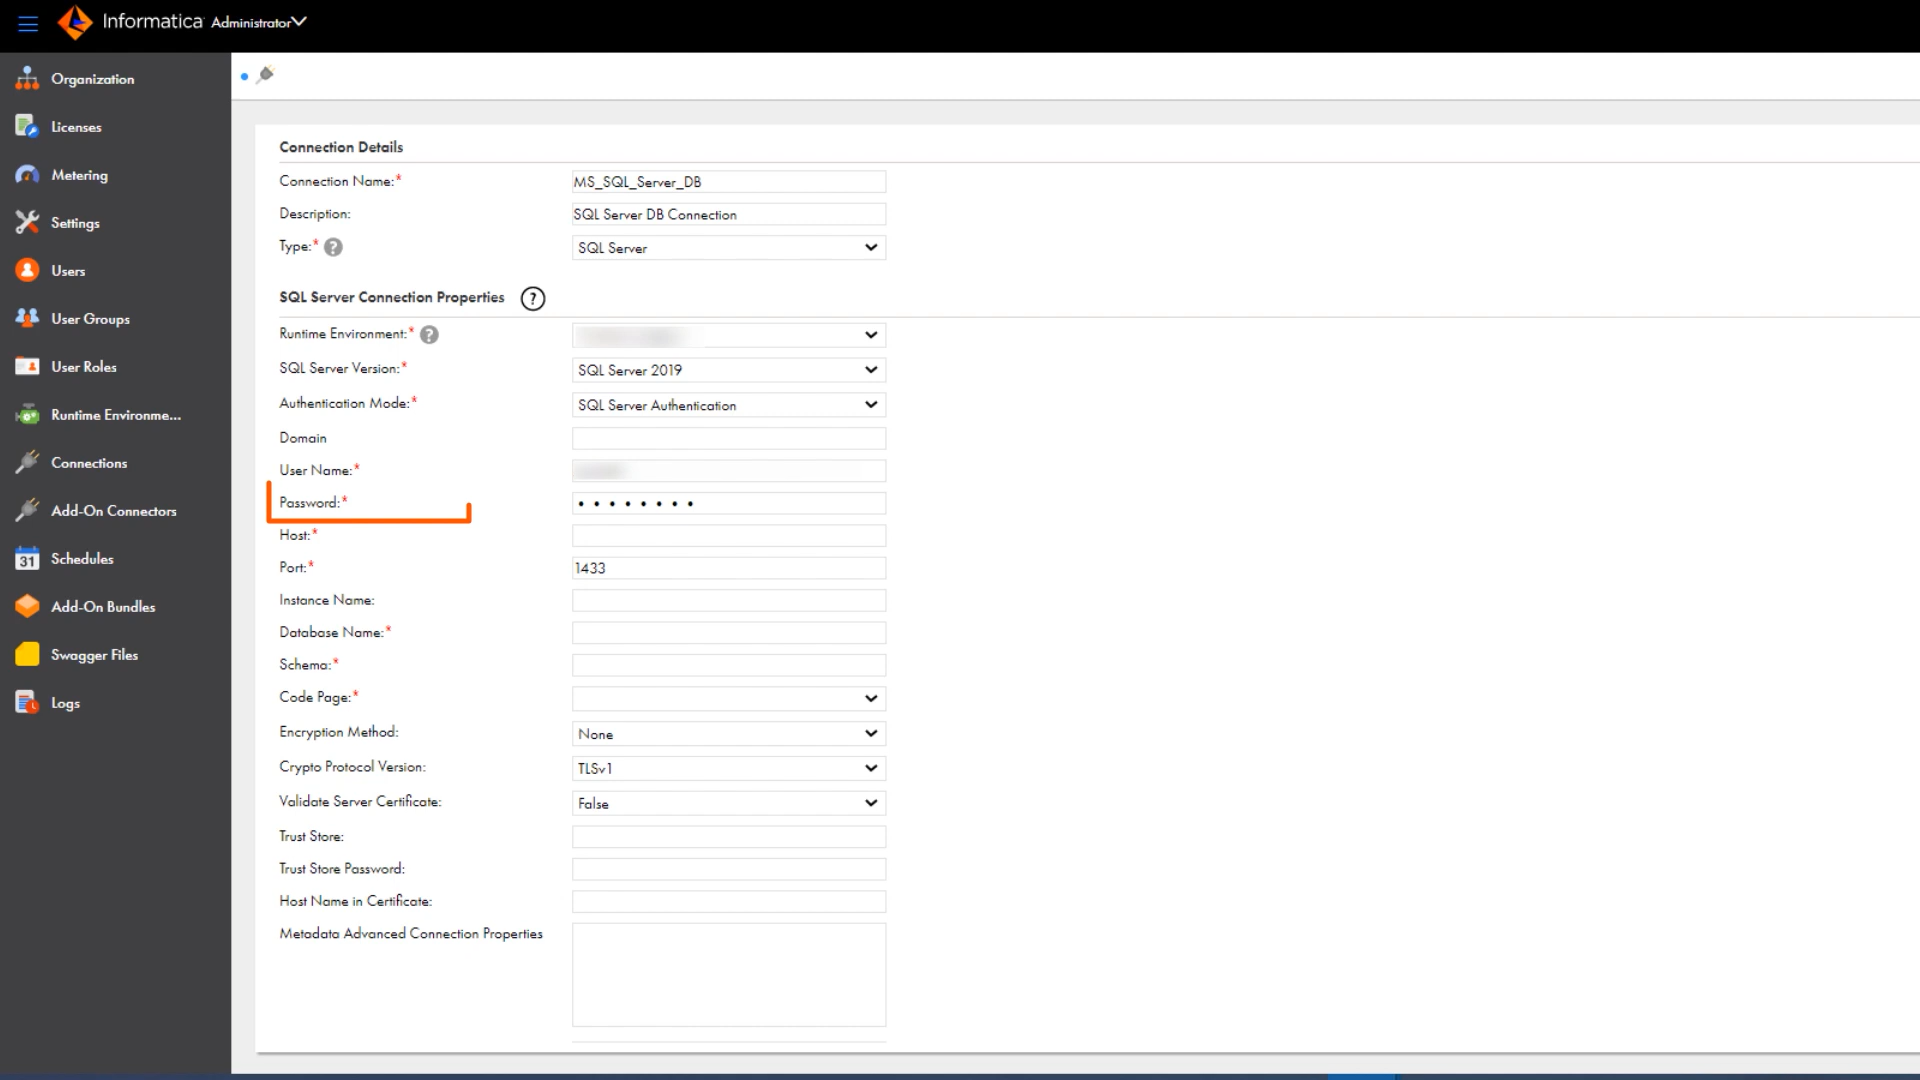 Informatica Administrator
Organization
Licenses
Metering
Settings
Users
User Groups
User Roles
Runtime Environme...
Connections
Add-On Connectors
31 Schedules
Add-On Bundles
Swagger Files
Logs
Connection Details
Connection Name:* MS_SQL_Server_DB
Description: SQL Server DB Connection
Type:* ? SQL Server
SQL Server Connection Properties ?
Runtime Environment:* ?
SQL Server Version:* SQL Server 2019
Authentication Mode:* SQL Server Authentication
Domain
User Name:*
Password:* ••••••••
Host:*
Port:* 1433
Instance Name:
Database Name:*
Schema:*
Code Page:*
Encryption Method: None
Crypto Protocol Version: TLSv1
Validate Server Certificate: False
Trust Store:
Trust Store Password:
Host Name in Certificate:
Metadata Advanced Connection Properties